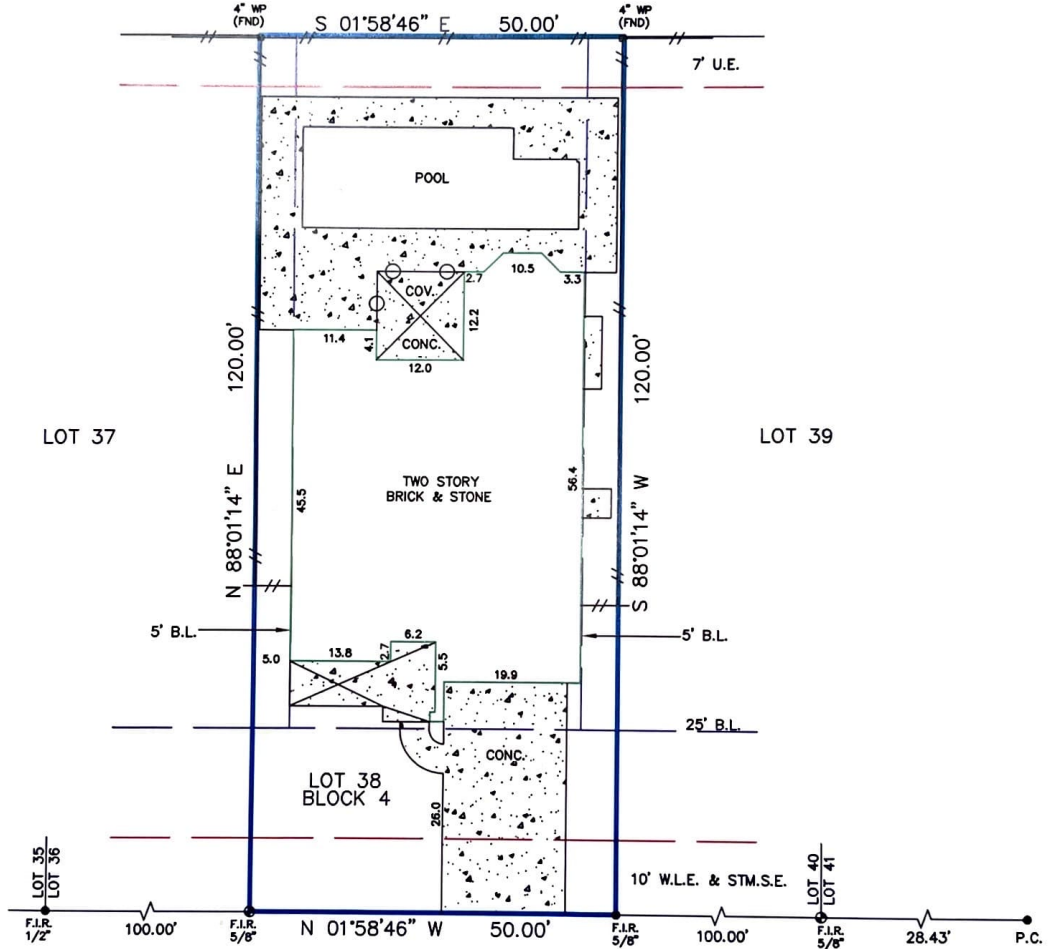 4" WP
(FND)
S 01°58'46" E 50.00'
4" WP
(FND)
7' U.E.
POOL
10.5
2.7
3.3
COV.
12.2
11.4
4.1
CONC.
12.0
120.00'
120.00'
LOT 37
LOT 39
TWO STORY
BRICK & STONE
56.4
45.5
N 88°01'14" E
S 88°01'14" W
5' B.L.
5' B.L.
6.2
2.7
5.0
13.8
5.5
19.9
25' B.L.
CONC.
LOT 38
BLOCK 4
26.0
10' W.L.E. & STM.S.E.
LOT 35
LOT 36
LOT 40
LOT 41
F.I.R.
1/2"
100.00'
F.I.R.
5/8"
N 01°58'46" W 50.00'
F.I.R.
5/8"
100.00'
F.I.R.
5/8"
28.43'
P.C.